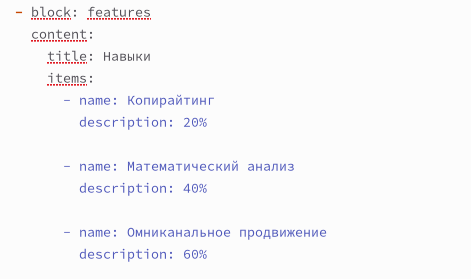 - block: features
content:
title: Навыки
items:
- name: Копирайтинг
description: 20%
- name: Математический анализ
description: 40%
- name: Омниканальное продвижение
description: 60%